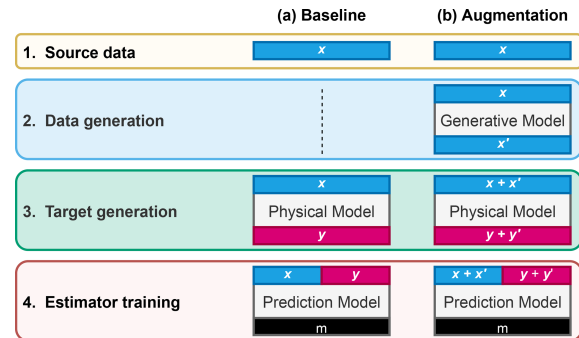 (a) Baseline (b) Augmentation
1. Source data x x
2. Data generation x
Generative Model
x'
3. Target generation x x + x'
Physical Model Physical Model
y y + y'
4. Estimator training x y x + x' y + y'
Prediction Model Prediction Model
m m